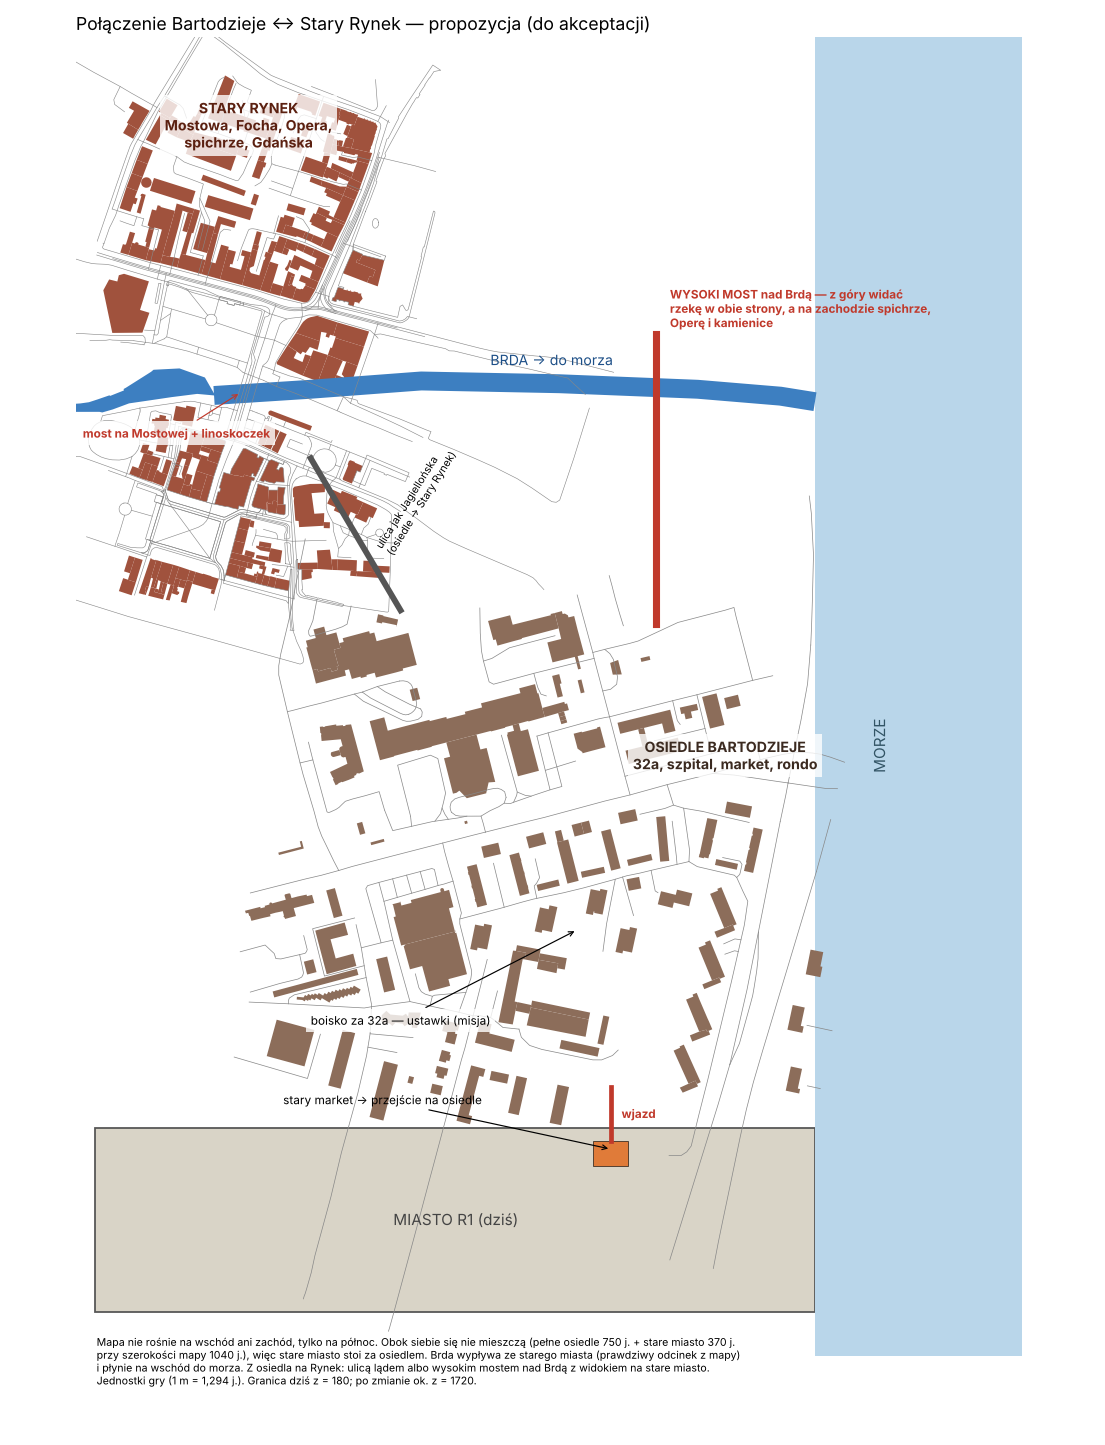 Połączenie Bartodzieje ↔ Stary Rynek — propozycja (do akceptacji)
STARY RYNEK
Mostowa, Focha, Opera,
spichrze, Gdańska
WYSOKI MOST nad Brdą — z góry widać
rzekę w obie strony, a na zachodzie spichrze,
Operę i kamienice
BRDA → do morza
most na Mostowej + linoskoczek
ulica jak Jagiellońska
(osiedle → Stary Rynek)
MORZE
OSIEDLE BARTODZIEJE
32a, szpital, market, rondo
boisko za 32a — ustawki (misja)
stary market → przejście na osiedle
wjazd
MIASTO R1 (dziś)
Mapa nie rośnie na wschód ani zachód, tylko na północ. Obok siebie się nie mieszczą (pełne osiedle 750 j. + stare miasto 370 j.
przy szerokości mapy 1040 j.), więc stare miasto stoi za osiedlem. Brda wypływa ze starego miasta (prawdziwy odcinek z mapy)
i płynie na wschód do morza. Z osiedla na Rynek: ulicą lądem albo wysokim mostem nad Brdą z widokiem na stare miasto.
Jednostki gry (1 m = 1,294 j.). Granica dziś z = 180; po zmianie ok. z = 1720.